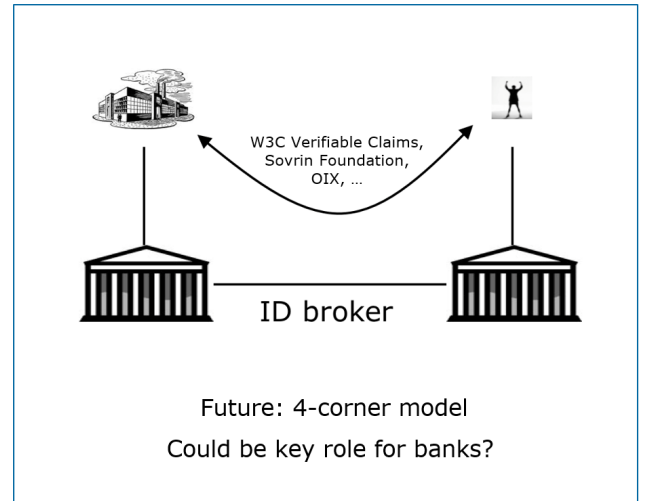 W3C Verifiable Claims,
Sovrin Foundation,
OIX, ...
ID broker
Future: 4-corner model
Could be key role for banks?